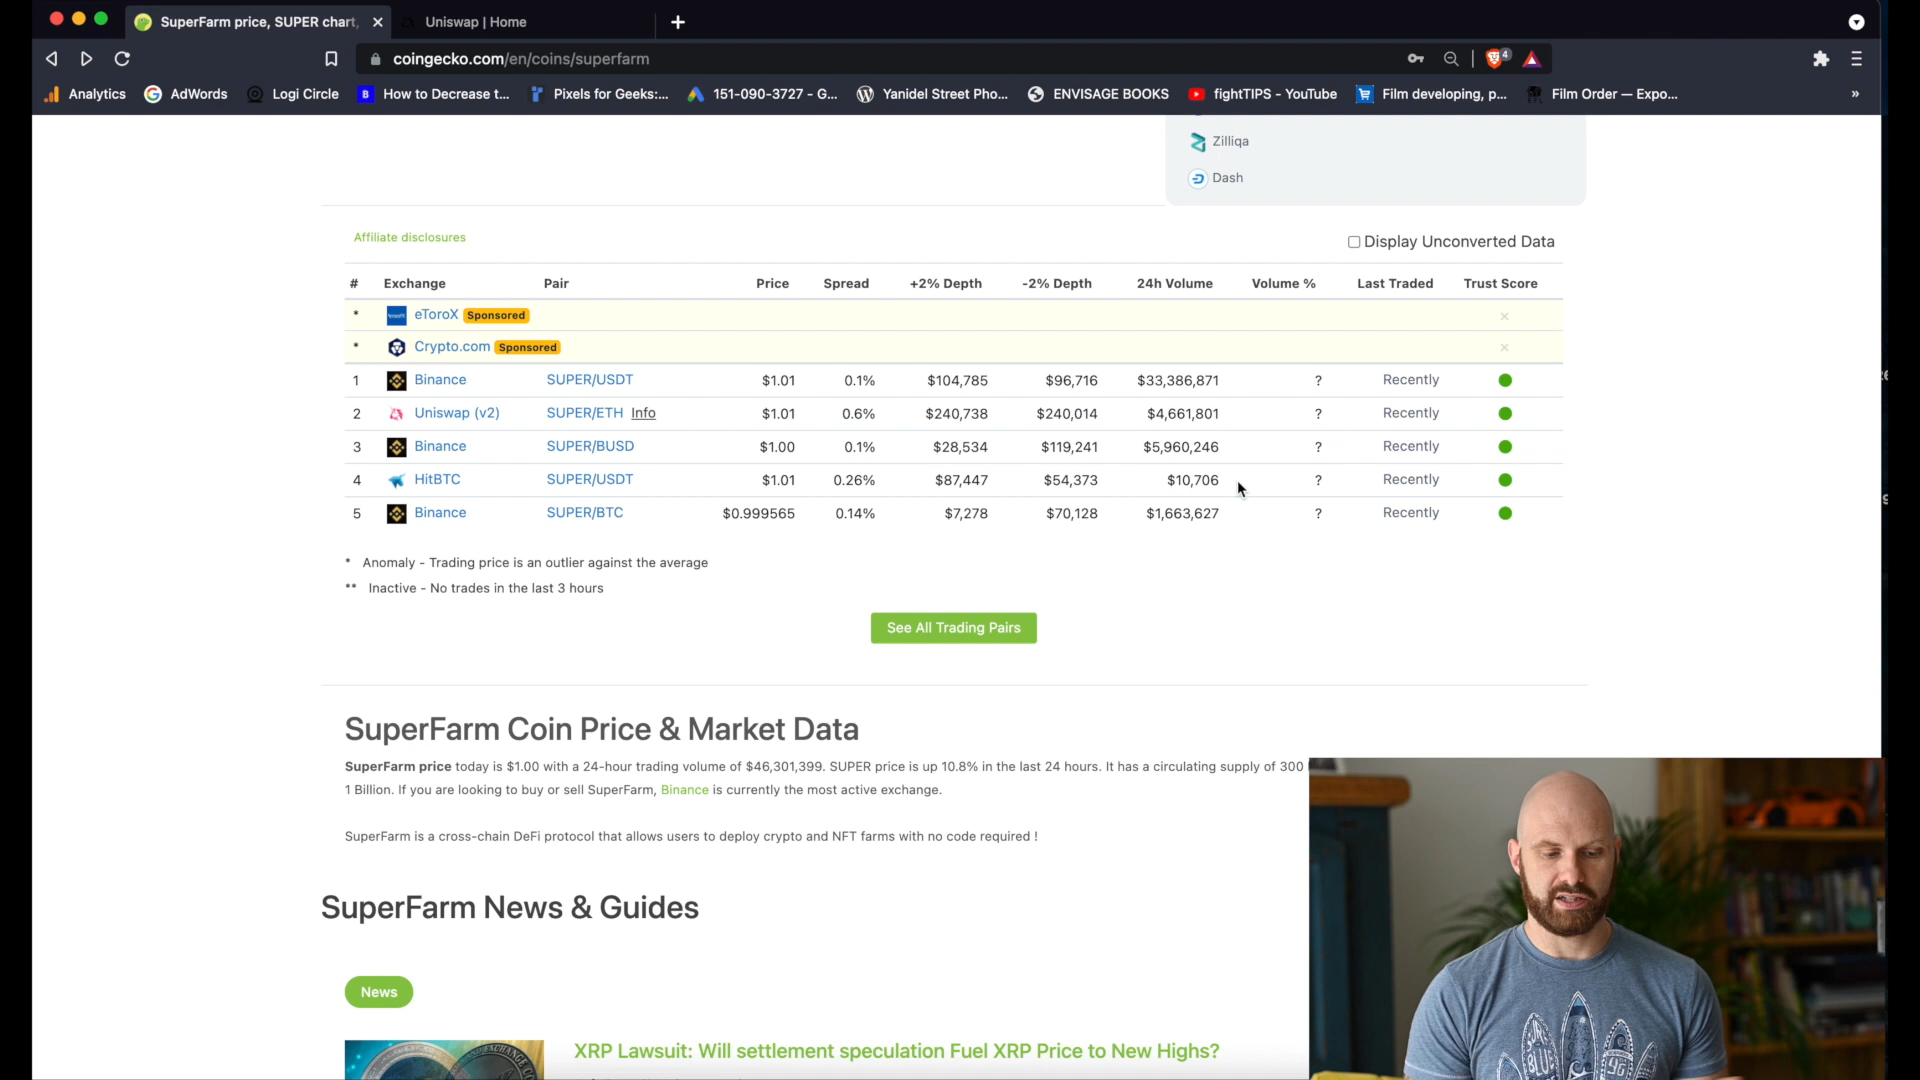 SuperFarm price, SUPER chart,
Uniswap | Home
coingecko.com/en/coins/superfarm
4
Analytics
AdWords
Logi Circle
How to Decrease t...
Pixels for Geeks:...
151-090-3727 - G...
Yanidel Street Pho...
ENVISAGE BOOKS
fightTIPS - YouTube
Film developing, p...
Film Order — Expo...
»
Zilliqa
Dash
Affiliate disclosures
Display Unconverted Data
# Exchange Pair Price Spread +2% Depth -2% Depth 24h Volume Volume % Last Traded Trust Score
* eToroX Sponsored ×
* Crypto.com Sponsored ×
1 Binance SUPER/USDT $1.01 0.1% $104,785 $96,716 $33,386,871 ? Recently
2 Uniswap (v2) SUPER/ETH Info $1.01 0.6% $240,738 $240,014 $4,661,801 ? Recently
3 Binance SUPER/BUSD $1.00 0.1% $28,534 $119,241 $5,960,246 ? Recently
4 HitBTC SUPER/USDT $1.01 0.26% $87,447 $54,373 $10,706 ? Recently
5 Binance SUPER/BTC $0.999565 0.14% $7,278 $70,128 $1,663,627 ? Recently
* Anomaly - Trading price is an outlier against the average
** Inactive - No trades in the last 3 hours
See All Trading Pairs
SuperFarm Coin Price & Market Data
SuperFarm price today is $1.00 with a 24-hour trading volume of $46,301,399. SUPER price is up 10.8% in the last 24 hours. It has a circulating supply of 300
1 Billion. If you are looking to buy or sell SuperFarm, Binance is currently the most active exchange.
SuperFarm is a cross-chain DeFi protocol that allows users to deploy crypto and NFT farms with no code required !
SuperFarm News & Guides
News
XRP Lawsuit: Will settlement speculation Fuel XRP Price to New Highs?